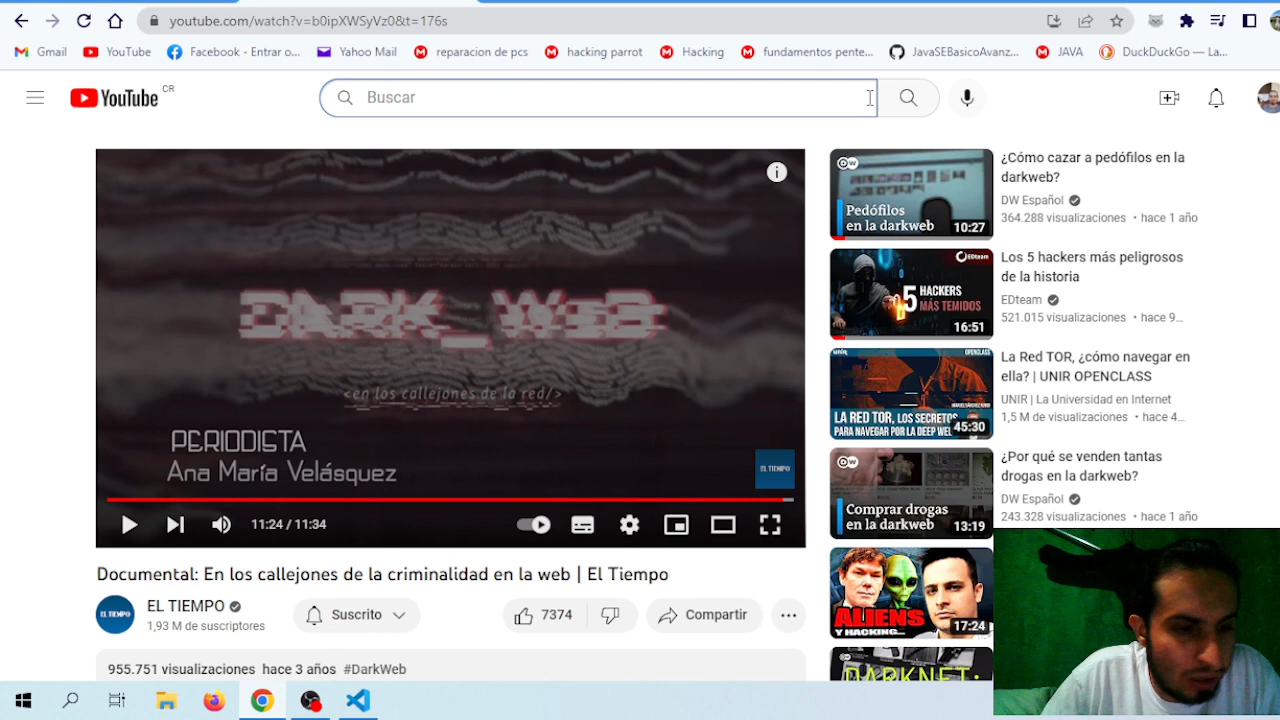 youtube.com/watch?v=b0ipXWSyVz0&t=176s
Gmail YouTube Facebook - Entrar o... Yahoo Mail reparacion de pcs hacking parrot Hacking fundamentos pente... JavaSEBasicoAvanz... JAVA DuckDuckGo — La...
YouTube CR
Buscar
DARK_WEB
<en los callejones de la red/>
PERIODISTA
Ana María Velásquez
EL TIEMPO
11:24 / 11:34
Documental: En los callejones de la criminalidad en la web | El Tiempo
EL TIEMPO
EL TIEMPO
1,93 M de suscriptores
Suscrito
7374
Compartir
955.751 visualizaciones hace 3 años #DarkWeb
DW
Pedófilos
en la darkweb
10:27
¿Cómo cazar a pedófilos en la
darkweb?
DW Español
364.288 visualizaciones • hace 1 año
EDteam
5 HACKERS
MÁS TEMIDOS
16:51
Los 5 hackers más peligrosos
de la historia
EDteam
521.015 visualizaciones • hace 9...
unir OPENCLASS
LA RED TOR, LOS SECRETOS
PARA NAVEGAR POR LA DEEP WEB
45:30
La Red TOR, ¿cómo navegar en
ella? | UNIR OPENCLASS
UNIR | La Universidad en Internet
1,5 M de visualizaciones • hace 4...
DW
Comprar drogas
en la darkweb
13:19
¿Por qué se venden tantas
drogas en la darkweb?
DW Español
243.328 visualizaciones • hace 1 año
ALIENS
Y HACKING...
17:24
DW
DARKNET: